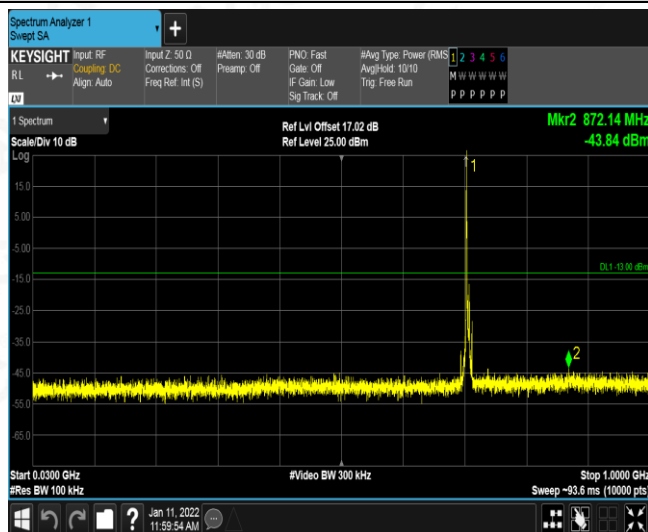 Spectrum Analyzer 1
Swept SA
KEYSIGHT
RL
LXI
Input: RF
Coupling: DC
Align: Auto
Input Z: 50 Ω
Corrections: Off
Freq Ref: Int (S)
#Atten: 30 dB
Preamp: Off
PNO: Fast
Gate: Off
IF Gain: Low
Sig Track: Off
#Avg Type: Power (RMS
Avg|Hold: 10/10
Trig: Free Run
1 2 3 4 5 6
M W W W W W
P P P P P P
1 Spectrum
Scale/Div 10 dB
Log
Ref Lvl Offset 17.02 dB
Ref Level 25.00 dBm
Mkr2 872.14 MHz
-43.84 dBm
15.0
5.00
-5.00
-15.0
-25.0
-35.0
-45.0
-55.0
-65.0
1
DL1 -13.00 dBm
2
Start 0.0300 GHz
#Res BW 100 kHz
#Video BW 300 kHz
Stop 1.0000 GHz
Sweep ~93.6 ms (10000 pts)
Jan 11, 2022
11:59:54 AM